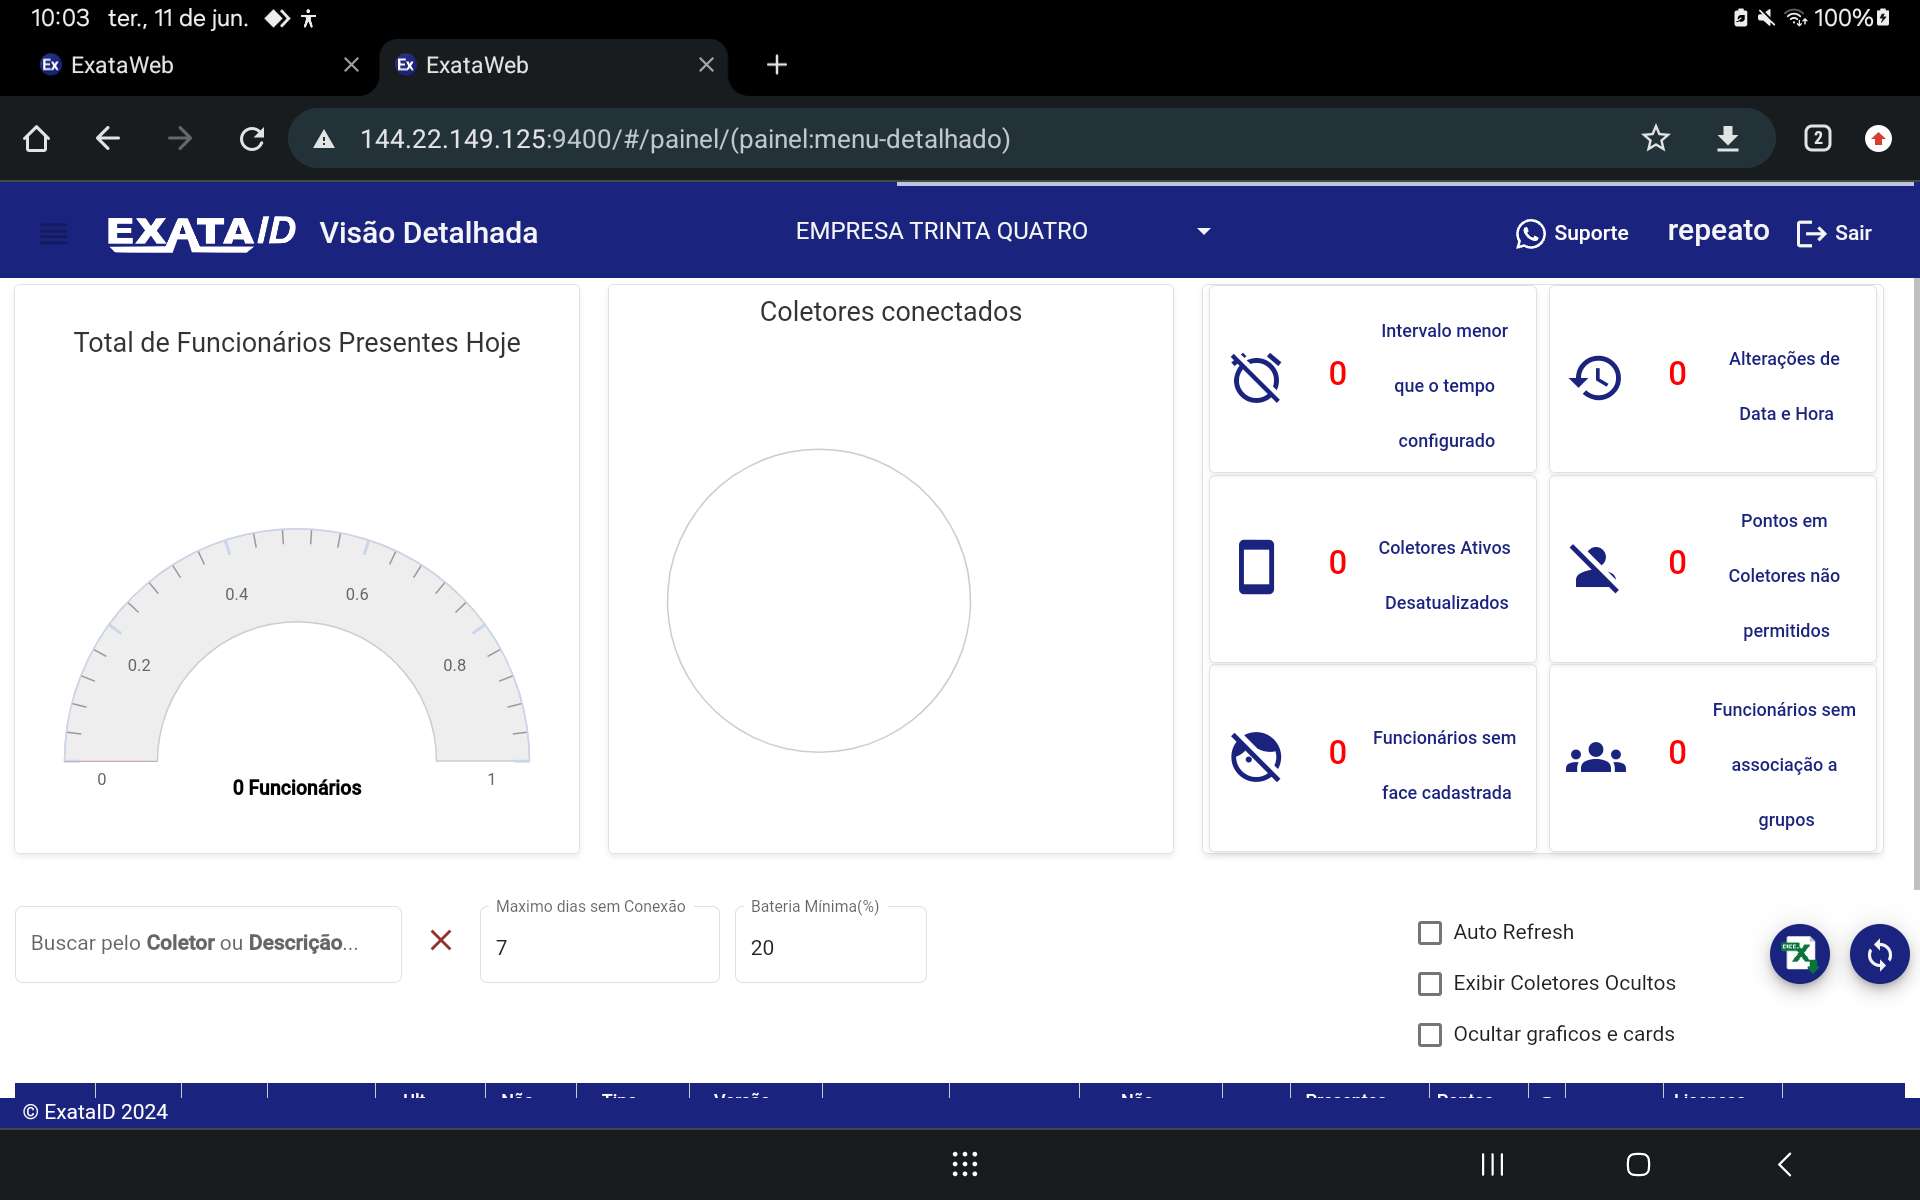 10:03 ter., 11 de jun. 100%
ExataWeb
ExataWeb
144.22.149.125:9400/#/painel/(painel:menu-detalhado)
2
EXATAID Visão Detalhada
EMPRESA TRINTA QUATRO
Suporte
repeato
Sair
Total de Funcionários Presentes Hoje
0
0.2
0.4
0.6
0.8
1
0 Funcionários
Coletores conectados
0
Intervalo menor
que o tempo
configurado
0
Alterações de
Data e Hora
0
Coletores Ativos
Desatualizados
0
Pontos em
Coletores não
permitidos
0
Funcionários sem
face cadastrada
0
Funcionários sem
associação a
grupos
Buscar pelo Coletor ou Descrição...
Maximo dias sem Conexão
7
Bateria Mínima(%)
20
Auto Refresh
Exibir Coletores Ocultos
Ocultar graficos e cards
© ExataID 2024